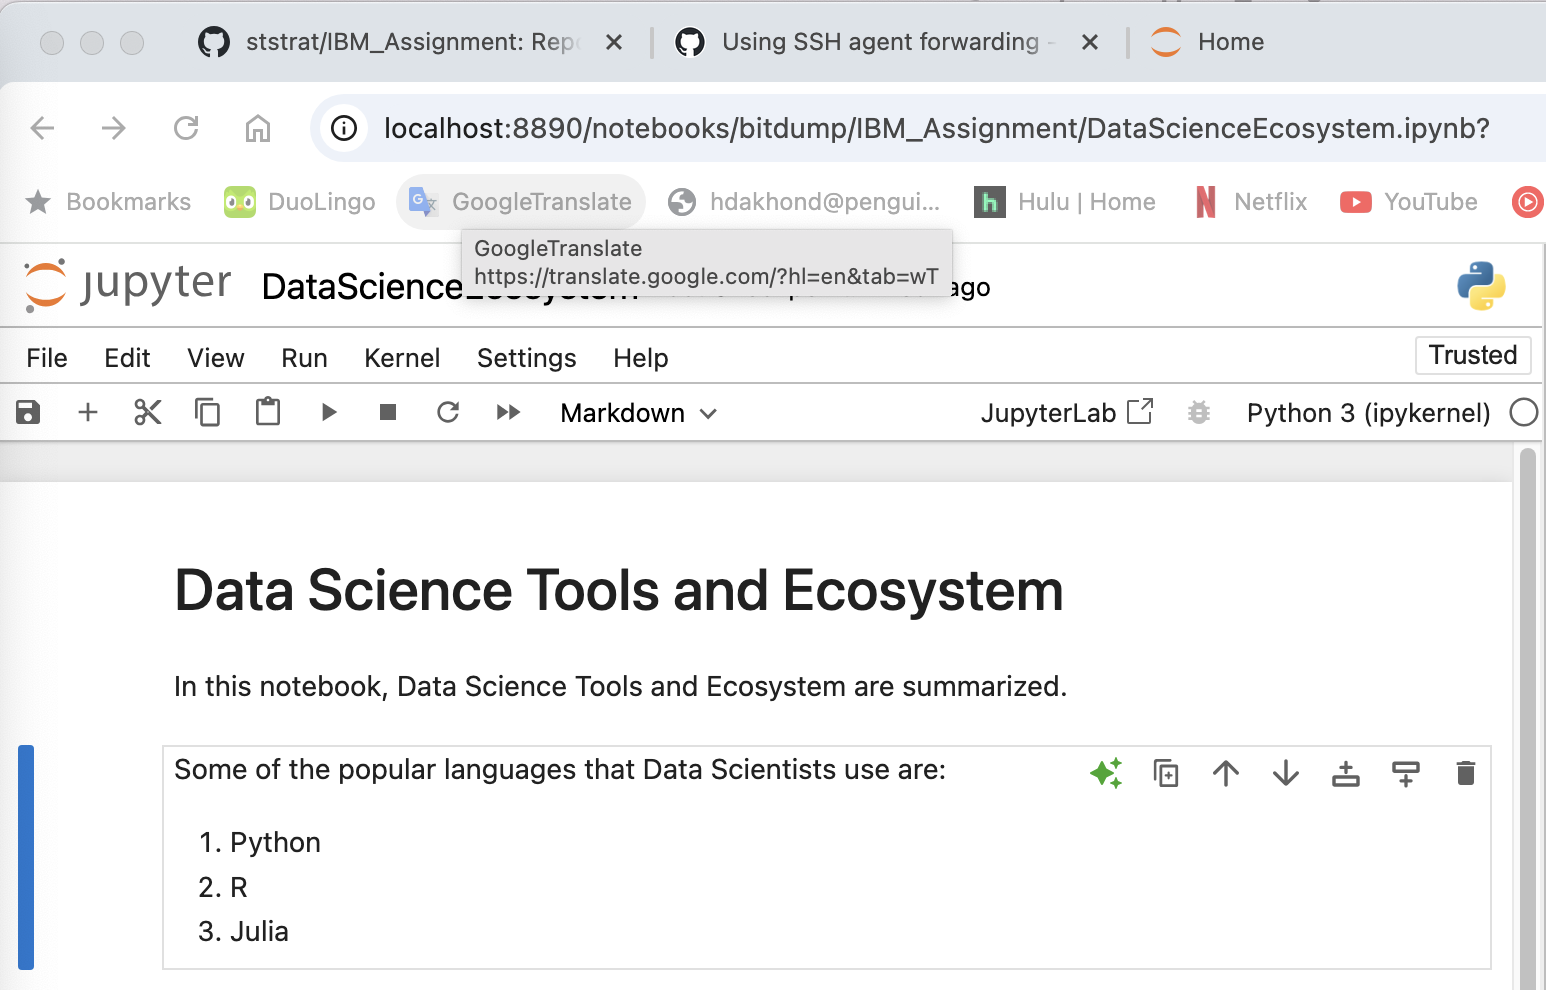 ststrat/IBM_Assignment: Repo
Using SSH agent forwarding -
Home
localhost:8890/notebooks/bitdump/IBM_Assignment/DataScienceEcosystem.ipynb?
Bookmarks DuoLingo GoogleTranslate hdakhond@pengui... Hulu | Home Netflix YouTube
GoogleTranslate
https://translate.google.com/?hl=en&tab=wT
jupyter DataScienceEcosystem ago
File Edit View Run Kernel Settings Help Trusted
Markdown JupyterLab Python 3 (ipykernel)
Data Science Tools and Ecosystem
In this notebook, Data Science Tools and Ecosystem are summarized.
Some of the popular languages that Data Scientists use are:
1. Python
2. R
3. Julia